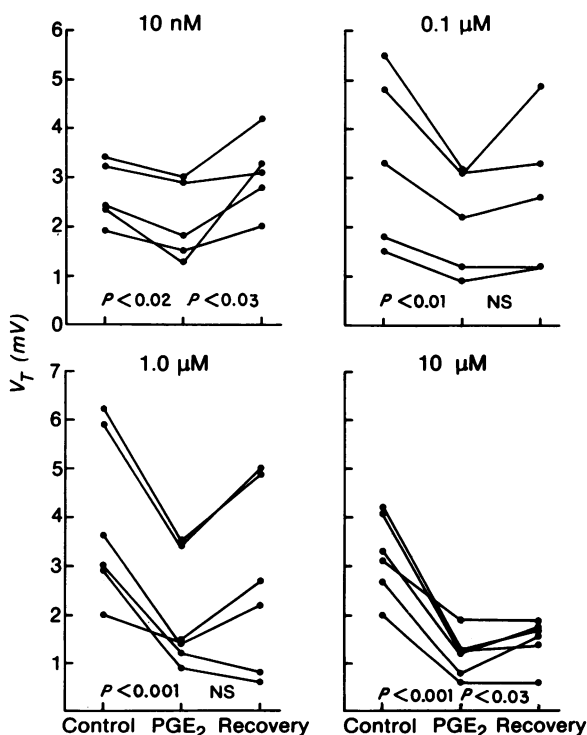 10 nM
0.1 µM
6
5
4
3
2
1
0
P<0.02 P<0.03
P<0.01 NS
V_T (mV)
1.0 µM
10 µM
7
6
5
4
3
2
1
P<0.001 NS
P<0.001 P<0.03
Control PGE₂ Recovery
Control PGE₂ Recovery